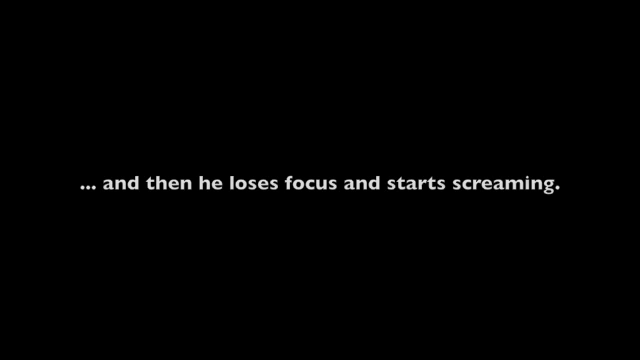 ... and then he loses focus and starts screaming.